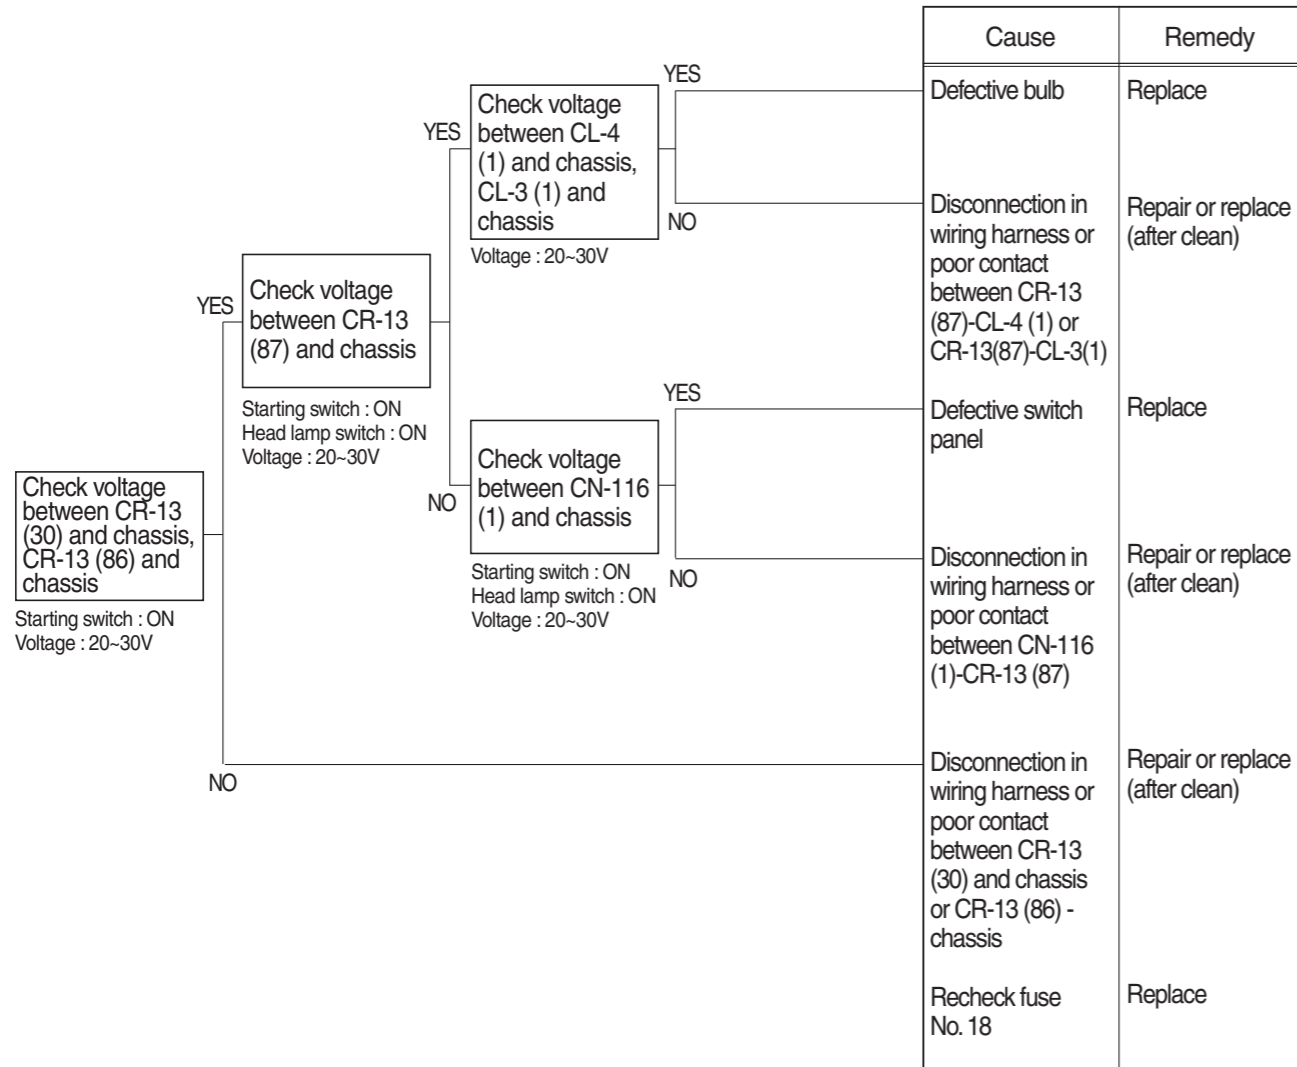 Cause
Remedy
YES
Defective bulb
Replace
Check voltage
between CL-4
(1) and chassis,
CL-3 (1) and
chassis
YES
NO
Voltage : 20~30V
Disconnection in
wiring harness or
poor contact
between CR-13
(87)-CL-4 (1) or
CR-13(87)-CL-3(1)
Repair or replace
(after clean)
YES
Check voltage
between CR-13
(87) and chassis
Starting switch : ON
Head lamp switch : ON
Voltage : 20~30V
YES
Defective switch
panel
Replace
NO
Check voltage
between CN-116
(1) and chassis
Starting switch : ON
Head lamp switch : ON
Voltage : 20~30V
NO
Disconnection in
wiring harness or
poor contact
between CN-116
(1)-CR-13 (87)
Repair or replace
(after clean)
Check voltage
between CR-13
(30) and chassis,
CR-13 (86) and
chassis
Starting switch : ON
Voltage : 20~30V
NO
Disconnection in
wiring harness or
poor contact
between CR-13
(30) and chassis
or CR-13 (86) -
chassis
Repair or replace
(after clean)
Recheck fuse
No. 18
Replace